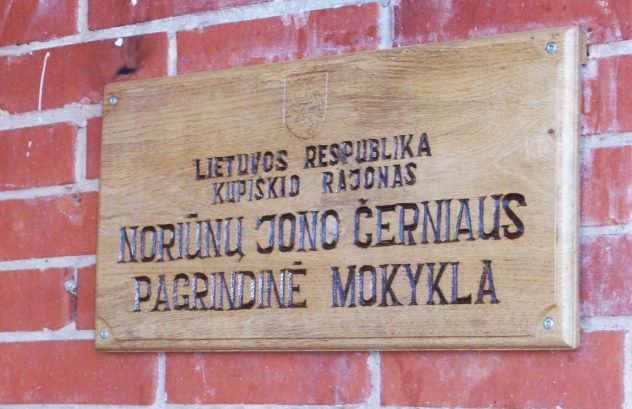 LIETUVOS RESPUBLIKA
KUPIŠKIO RAJONAS
NORIŪNŲ JONO ČERNIAUS
PAGRINDINĖ MOKYKLA